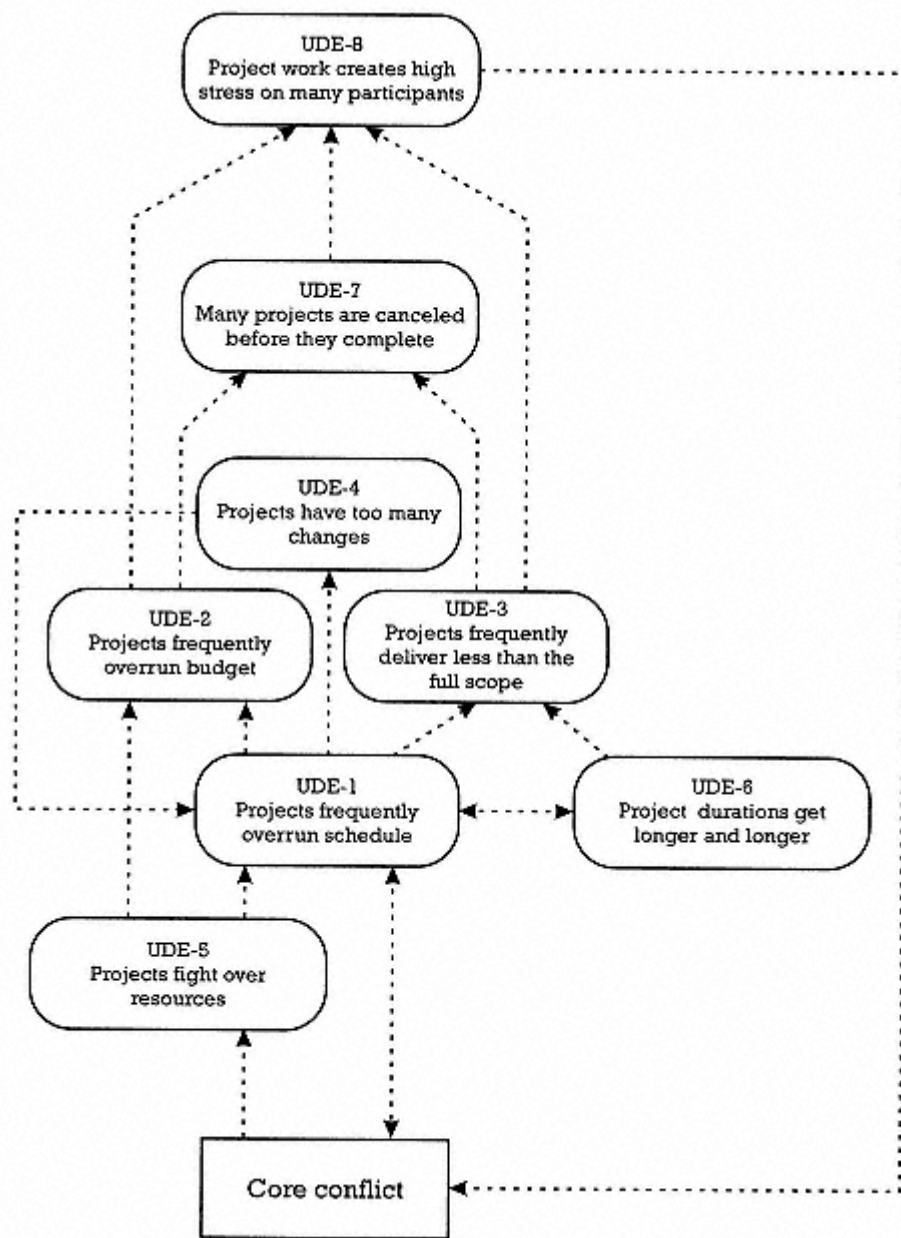 UDE-8
Project work creates high
stress on many participants
UDE-7
Many projects are canceled
before they complete
UDE-4
Projects have too many
changes
UDE-2
Projects frequently
overrun budget
UDE-3
Projects frequently
deliver less than the
full scope
UDE-1
Projects frequently
overrun schedule
UDE-6
Project durations get
longer and longer
UDE-5
Projects fight over
resources
Core conflict